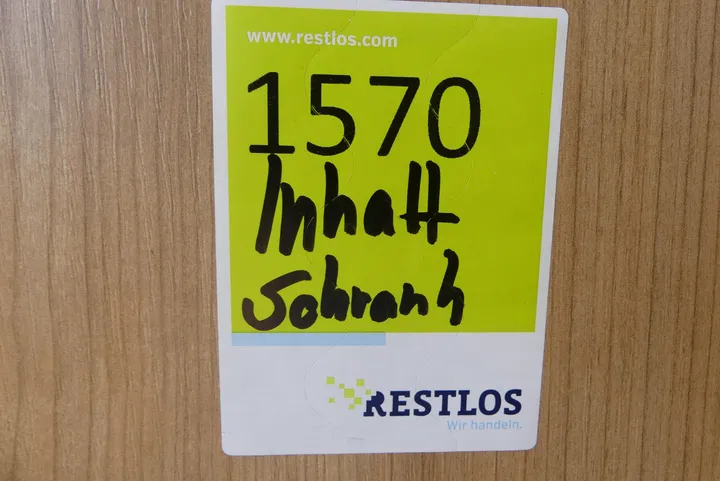 www.restlos.com
1570
Inhalt
Schrank
RESTLOS
Wir handeln.